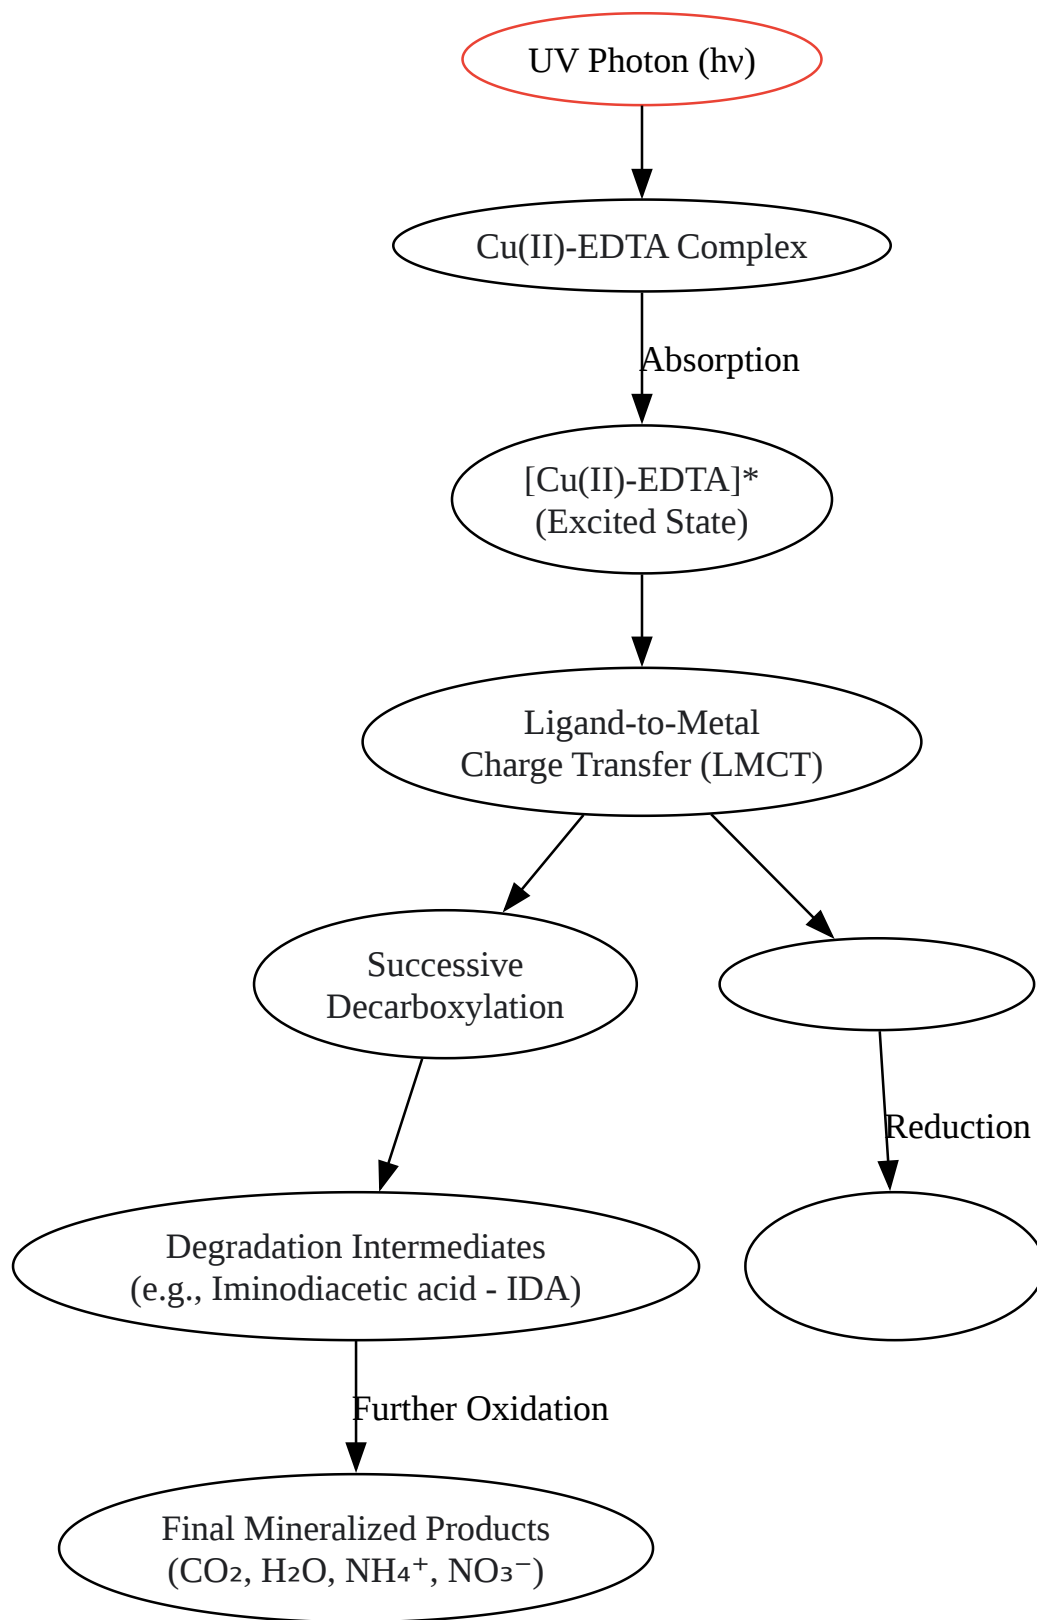 UV Photon (hν)
Cu(II)-EDTA Complex
Absorption
[Cu(II)-EDTA]*
(Excited State)
Ligand-to-Metal
Charge Transfer (LMCT)
Successive
Decarboxylation
Reduction
Degradation Intermediates
(e.g., Iminodiacetic acid - IDA)
Further Oxidation
Final Mineralized Products
(CO₂, H₂O, NH₄⁺, NO₃⁻)